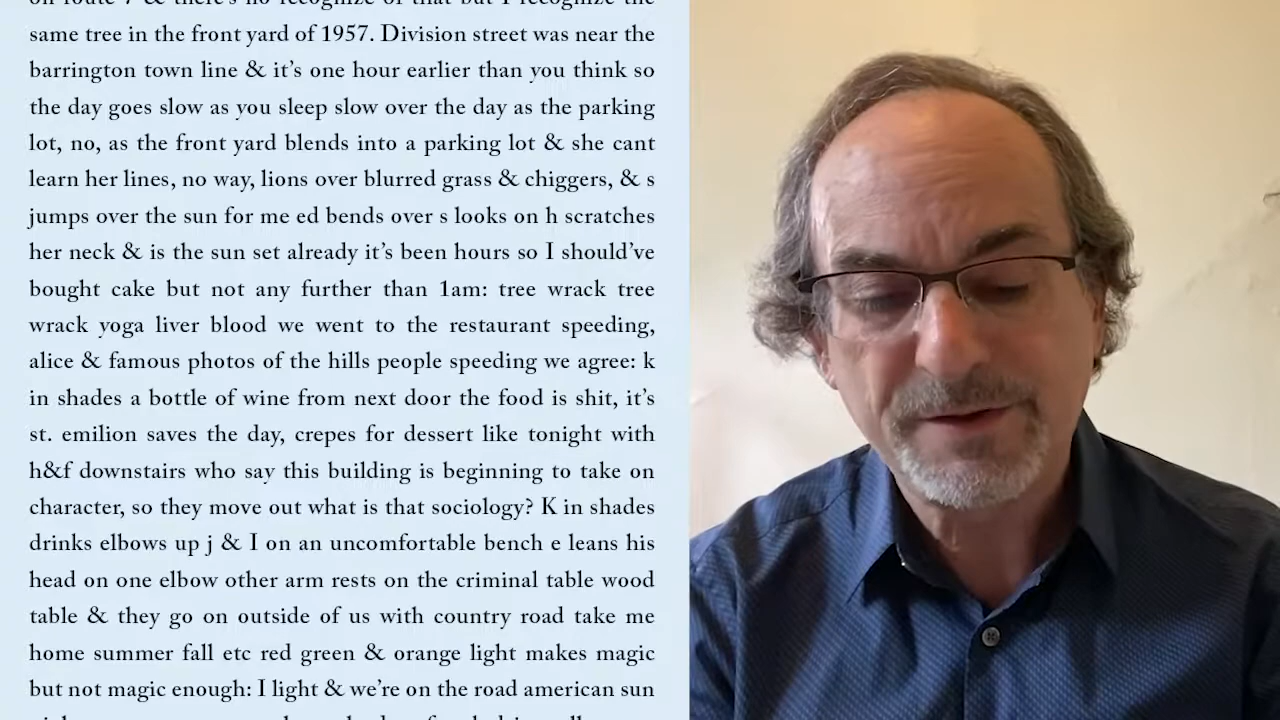 on route 7 & there's no recognize of that but I recognize the
same tree in the front yard of 1957. Division street was near the
barrington town line & it’s one hour earlier than you think so
the day goes slow as you sleep slow over the day as the parking
lot, no, as the front yard blends into a parking lot & she cant
learn her lines, no way, lions over blurred grass & chiggers, & s
jumps over the sun for me ed bends over s looks on h scratches
her neck & is the sun set already it’s been hours so I should’ve
bought cake but not any further than 1am: tree wrack tree
wrack yoga liver blood we went to the restaurant speeding,
alice & famous photos of the hills people speeding we agree: k
in shades a bottle of wine from next door the food is shit, it’s
st. emilion saves the day, crepes for dessert like tonight with
h&f downstairs who say this building is beginning to take on
character, so they move out what is that sociology? K in shades
drinks elbows up j & I on an uncomfortable bench e leans his
head on one elbow other arm rests on the criminal table wood
table & they go on outside of us with country road take me
home summer fall etc red green & orange light makes magic
but not magic enough: I light & we’re on the road american sun